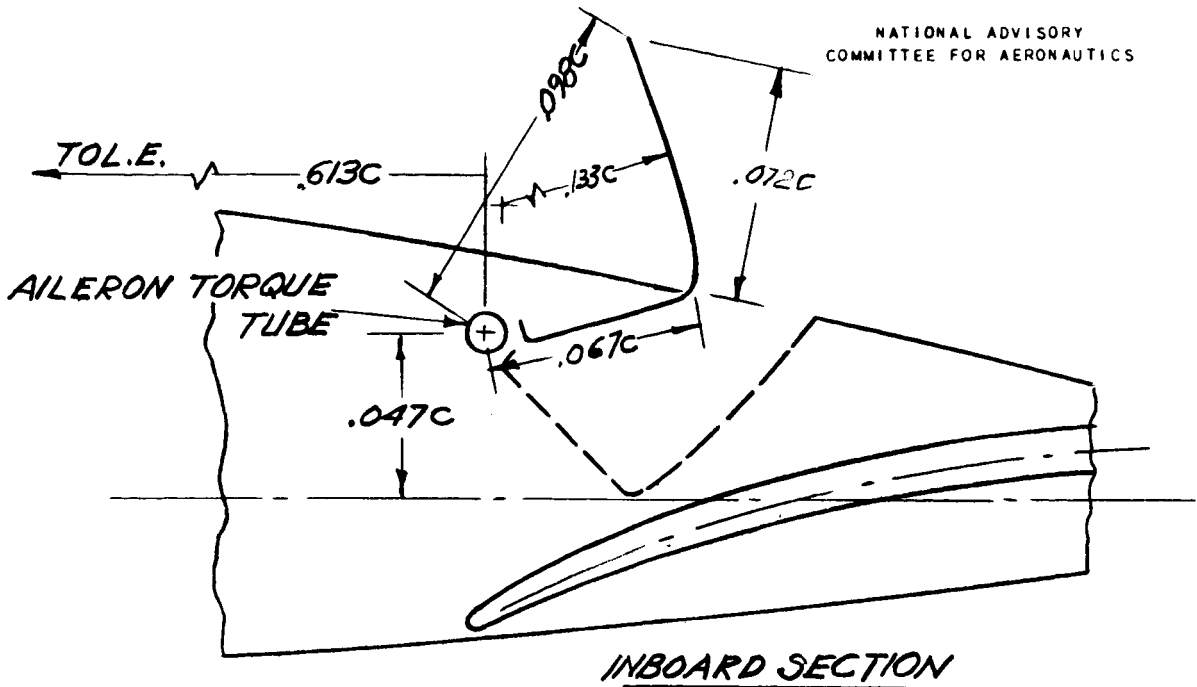 NATIONAL ADVISORY
COMMITTEE FOR AERONAUTICS
.098C
TO L.E.
.613C
.133C
.072C
AILERON TORQUE
TUBE
.067C
.047C
INBOARD SECTION